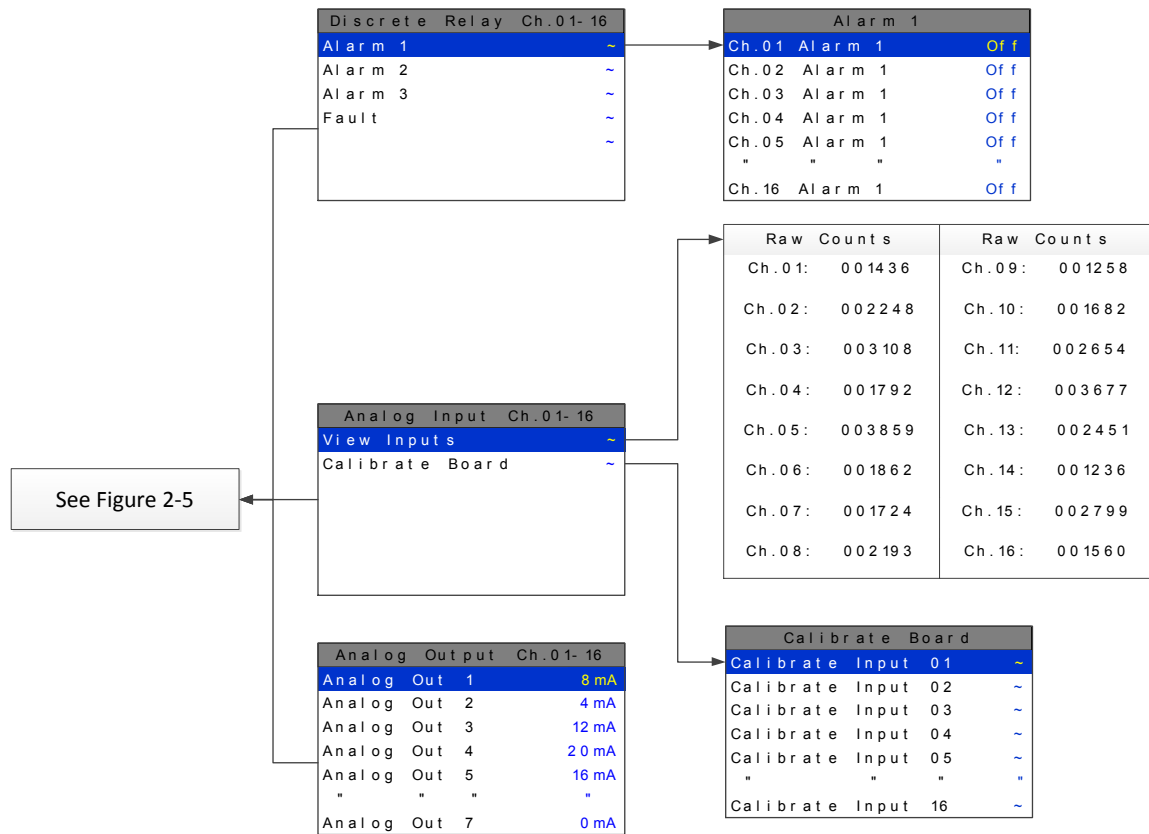 Discrete Relay Ch.01-16
Alarm 1 ~
Alarm 2 ~
Alarm 3 ~
Fault ~
~
Alarm 1
Ch.01 Alarm 1 Off
Ch.02 Alarm 1 Off
Ch.03 Alarm 1 Off
Ch.04 Alarm 1 Off
Ch.05 Alarm 1 Off
" " " "
Ch.16 Alarm 1 Off
Raw Counts Raw Counts
Ch.01: 001436 Ch.09: 001258
Ch.02: 002248 Ch.10: 001682
Ch.03: 003108 Ch.11: 002654
Ch.04: 001792 Ch.12: 003677
Ch.05: 003859 Ch.13: 002451
Ch.06: 001862 Ch.14: 001236
Ch.07: 001724 Ch.15: 002799
Ch.08: 002193 Ch.16: 001560
Analog Input Ch.01-16
View Inputs ~
Calibrate Board ~
See Figure 2-5
Analog Output Ch.01-16
Analog Out 1 8 mA
Analog Out 2 4 mA
Analog Out 3 12 mA
Analog Out 4 20 mA
Analog Out 5 16 mA
" " " "
Analog Out 7 0 mA
Calibrate Board
Calibrate Input 01 ~
Calibrate Input 02 ~
Calibrate Input 03 ~
Calibrate Input 04 ~
Calibrate Input 05 ~
" " " "
Calibrate Input 16 ~